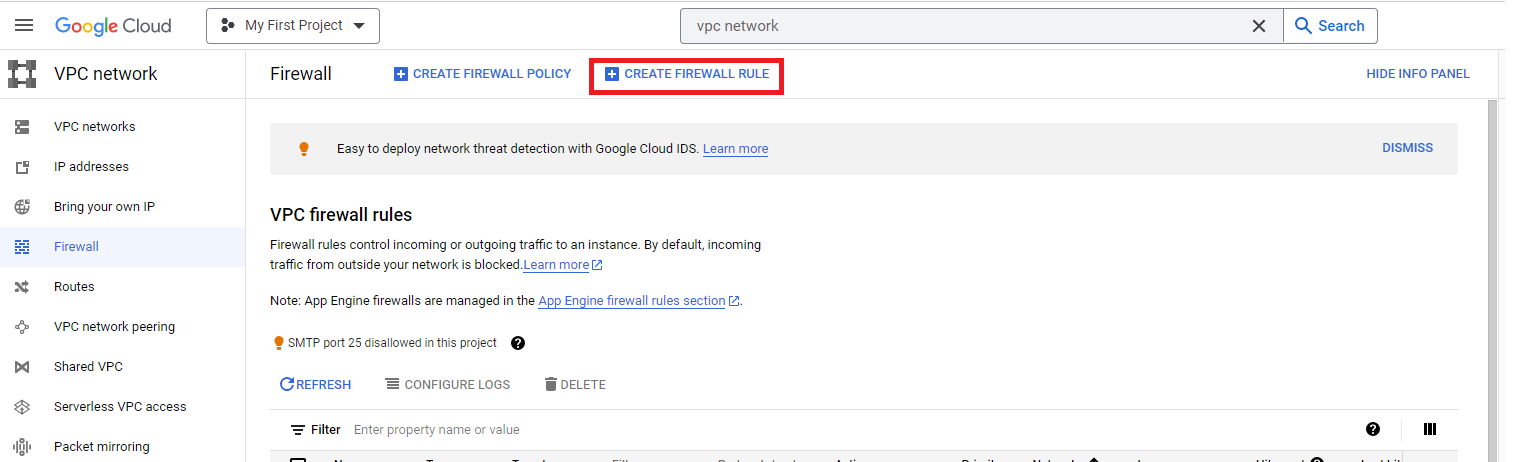 Google Cloud My First Project vpc network Search
VPC network Firewall CREATE FIREWALL POLICY CREATE FIREWALL RULE HIDE INFO PANEL
VPC networks
IP addresses
Bring your own IP
Firewall
Routes
VPC network peering
Shared VPC
Serverless VPC access
Packet mirroring
Easy to deploy network threat detection with Google Cloud IDS. Learn more DISMISS
VPC firewall rules
Firewall rules control incoming or outgoing traffic to an instance. By default, incoming
traffic from outside your network is blocked.Learn more
Note: App Engine firewalls are managed in the App Engine firewall rules section.
SMTP port 25 disallowed in this project
REFRESH CONFIGURE LOGS DELETE
Filter Enter property name or value